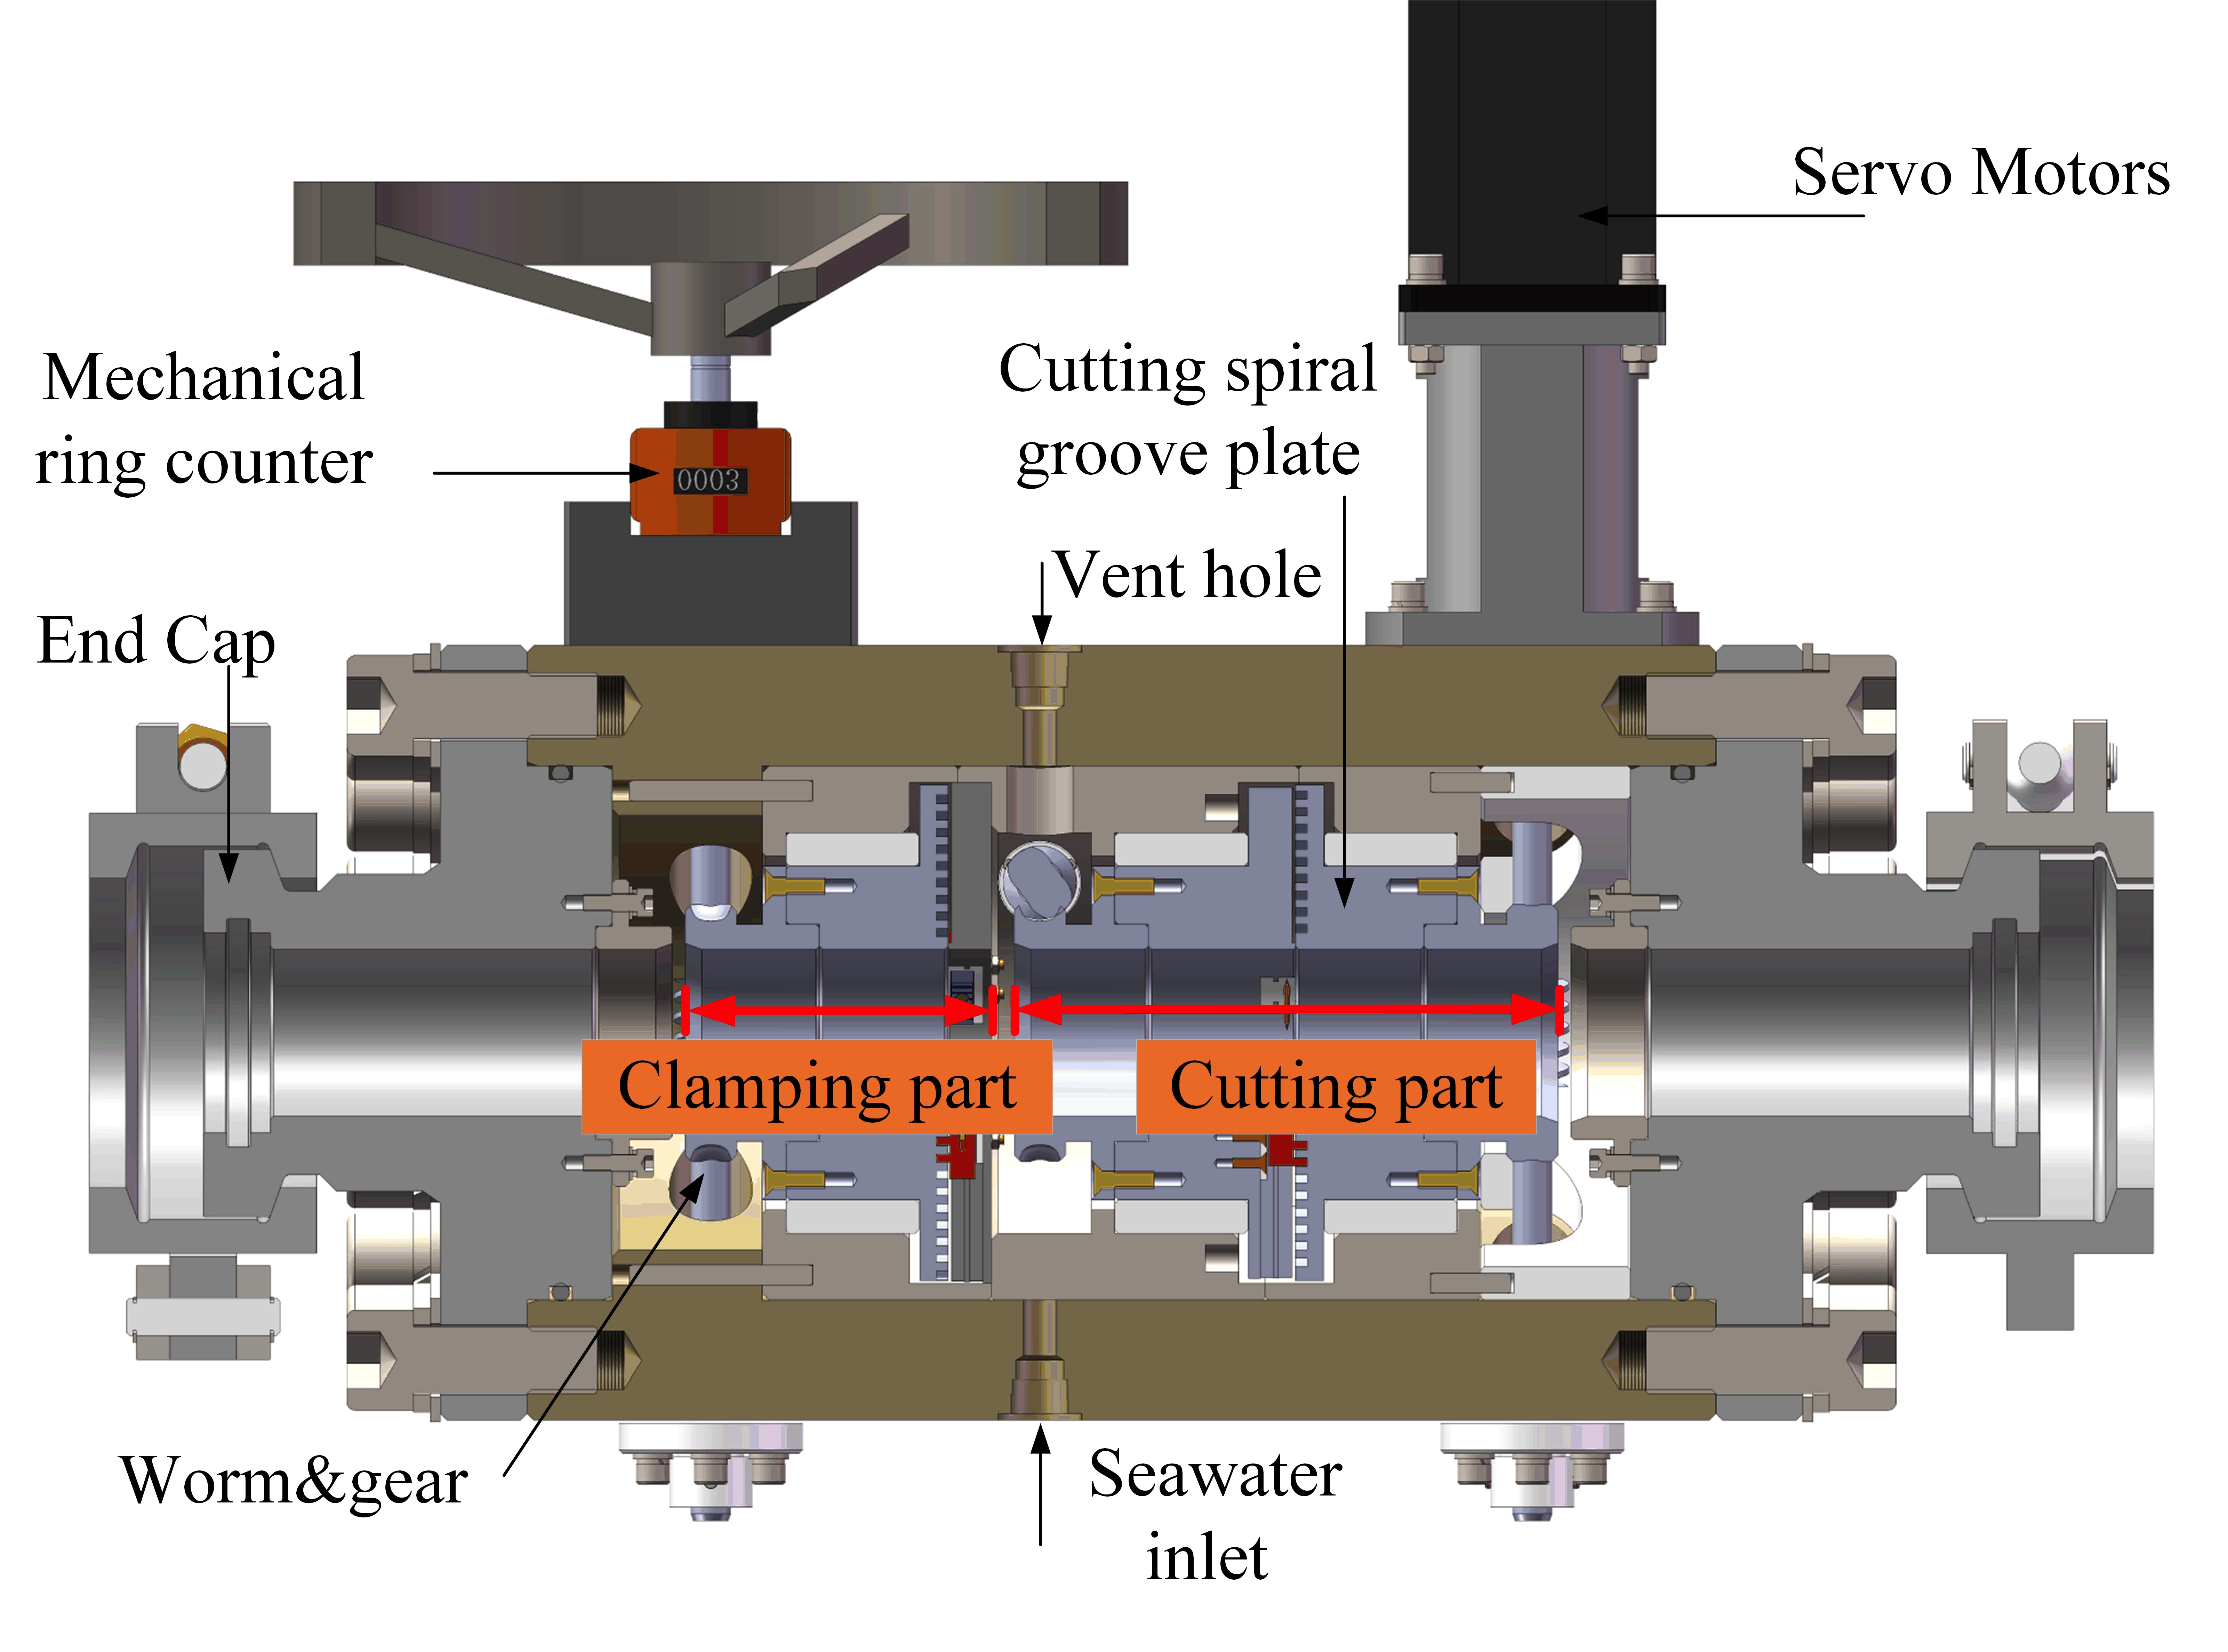 Servo Motors
Mechanical
ring counter
0003
Cutting spiral
groove plate
Vent hole
End Cap
Clamping part
Cutting part
Worm&gear
Seawater
inlet